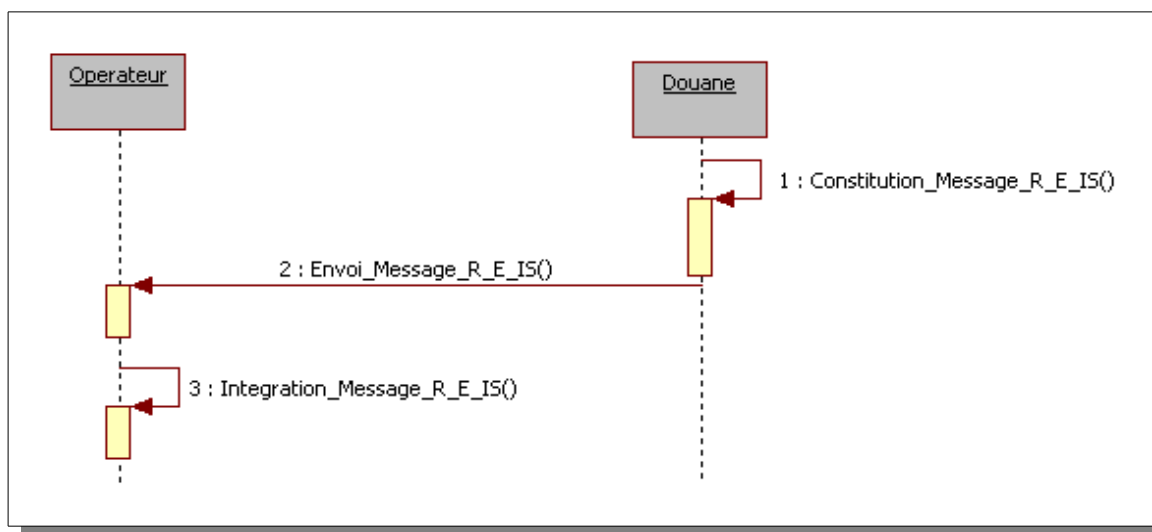 Operateur
Douane
1 : Constitution_Message_R_E_IS()
2 : Envoi_Message_R_E_IS()
3 : Integration_Message_R_E_IS()